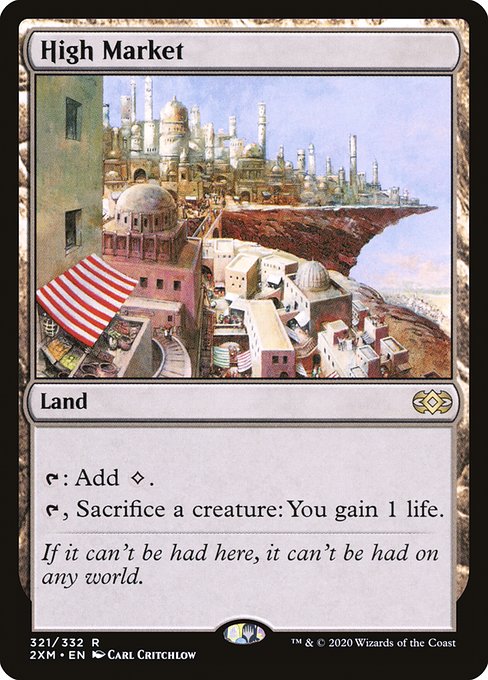 High Market
Land
: Add .
, Sacrifice a creature: You gain 1 life.
If it can't be had here, it can't be had on
any world.
321/332 R
2XM • EN Carl Critchlow
™ & © 2020 Wizards of the Coast